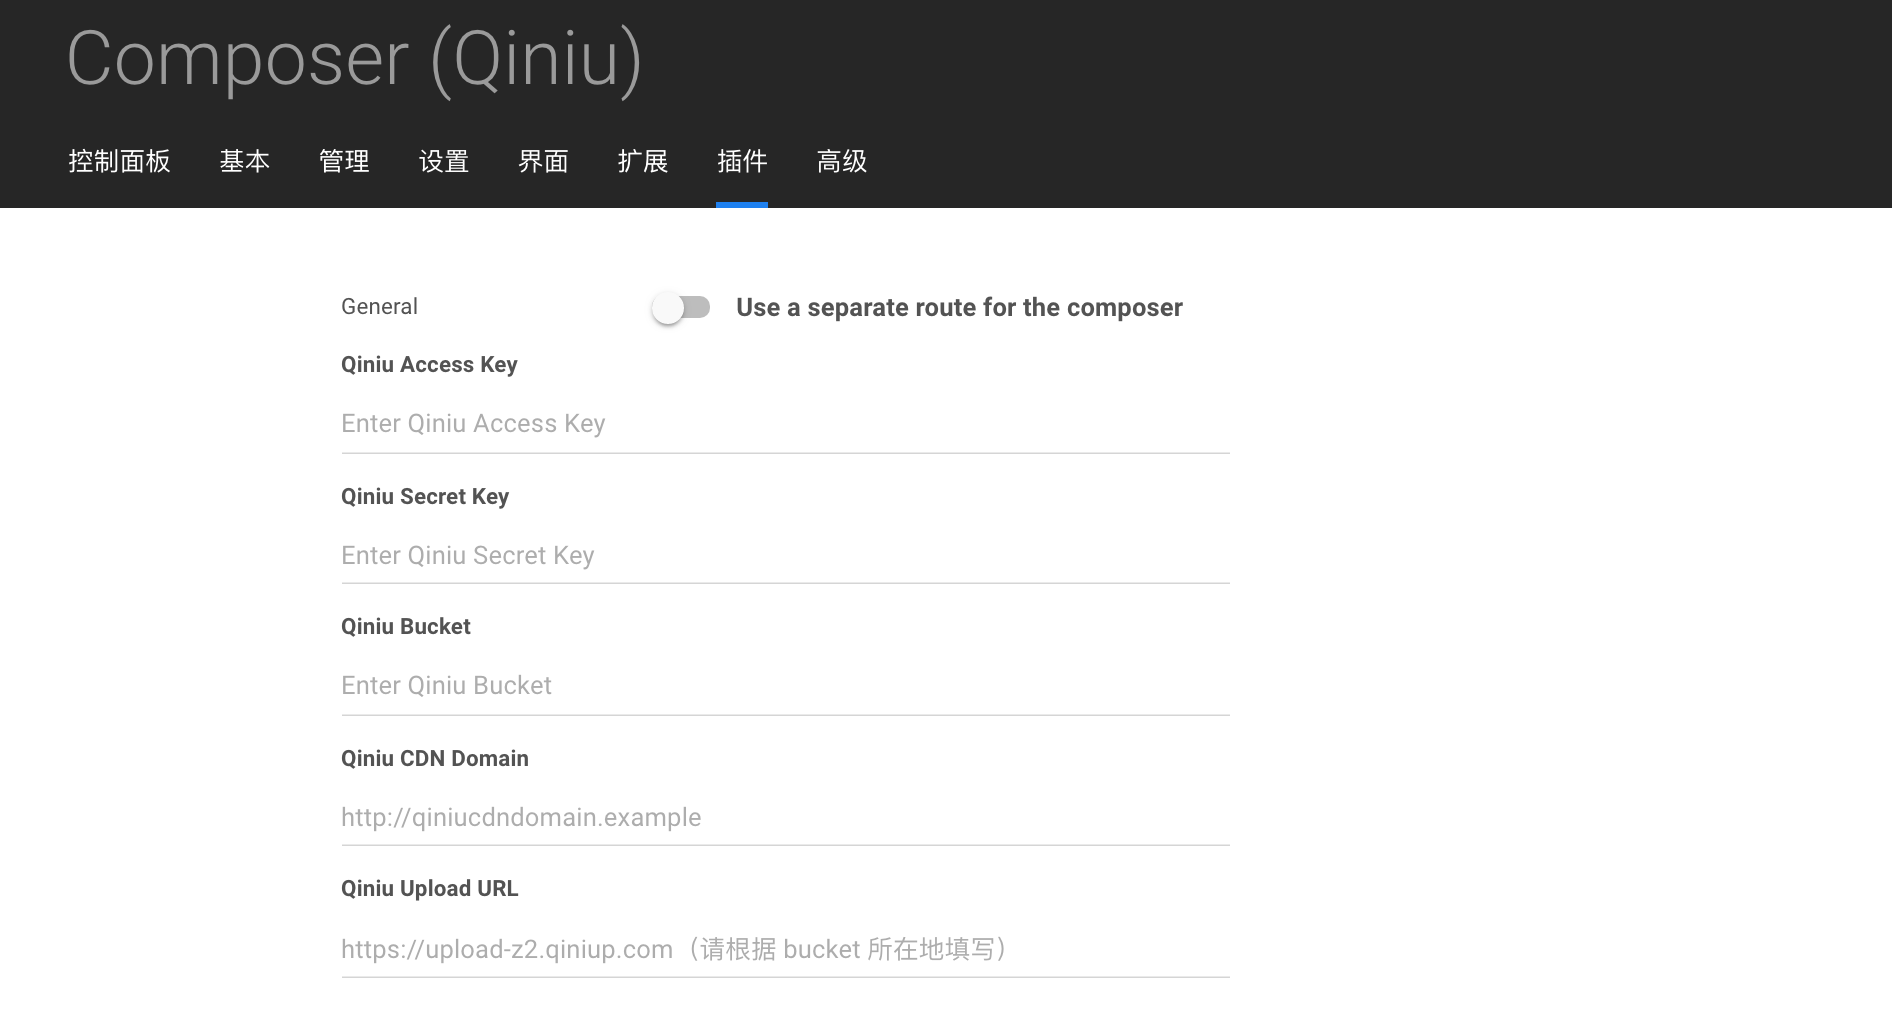 Composer (Qiniu)
控制面板 基本 管理 设置 界面 扩展 插件 高级
General Use a separate route for the composer
Qiniu Access Key
Enter Qiniu Access Key
Qiniu Secret Key
Enter Qiniu Secret Key
Qiniu Bucket
Enter Qiniu Bucket
Qiniu CDN Domain
http://qiniucdndomain.example
Qiniu Upload URL
https://upload-z2.qiniup.com（请根据 bucket 所在地填写）